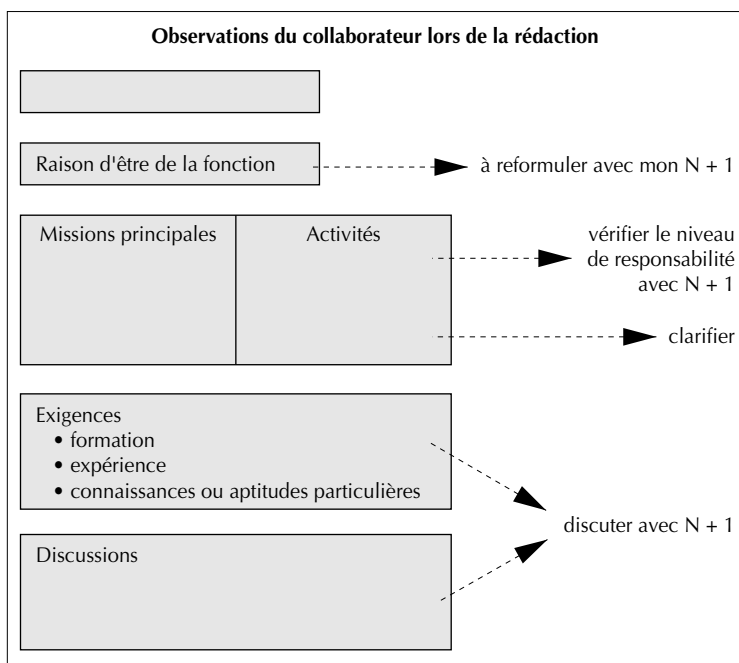 Observations du collaborateur lors de la rédaction
Raison d'être de la fonction
à reformuler avec mon N + 1
Missions principales
Activités
vérifier le niveau
de responsabilité
avec N + 1
clarifier
Exigences
• formation
• expérience
• connaissances ou aptitudes particulières
discuter avec N + 1
Discussions